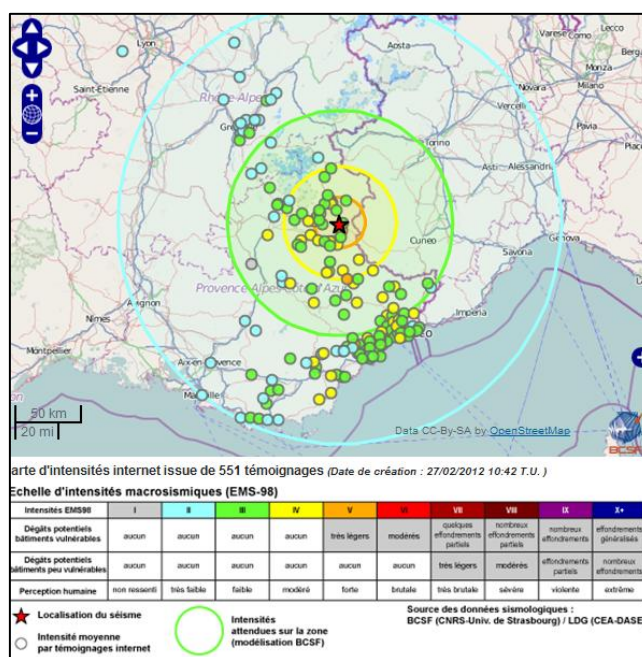 Lyon
Aosta
Varese
Como
Lecco
Monza
Novara
Milano
Saint-Étienne
Rhône-Alpes
Vercelli
Pavia
Torino
Asti
Alessandria
Cuneo
Genova
Savona
Provence Alpes Côte d'Azur
Imperia
Avignon
Nîmes
Montpellier
Aix-en-Provence
50 km
20 mi
Data CC-By-SA by OpenStreetMap
BCSF
arte d'intensités internet issue de 551 témoignages (Date de création : 27/02/2012 10:42 T.U. )
Echelle d'intensités macrosismiques (EMS-98)
Intensités EMS98 I II III IV V VI VII VIII IX X+
Dégâts potentiels bâtiments vulnérables aucun aucun aucun aucun très légers modérés quelques effondrements partiels nombreux effondrements partiels nombreux effondrements effondrements généralisés
Dégâts potentiels bâtiments peu vulnérables aucun aucun aucun aucun aucun aucun très légers modérés effondrements partiels nombreux effondrements
Perception humaine non ressenti très faible faible modéré forte brutale très brutale sévère violente extrême
Localisation du séisme
Intensité moyenne
par témoignages internet
Intensités
attendues sur la zone
(modélisation BCSF)
Source des données sismologiques :
BCSF (CNRS-Univ. de Strasbourg) / LDG (CEA-DASE